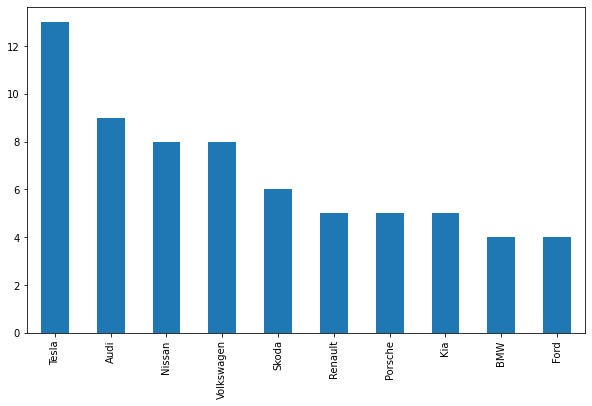 12
10
8
6
4
2
0
Tesla
Audi
Nissan
Volkswagen
Skoda
Renault
Porsche
Kia
BMW
Ford